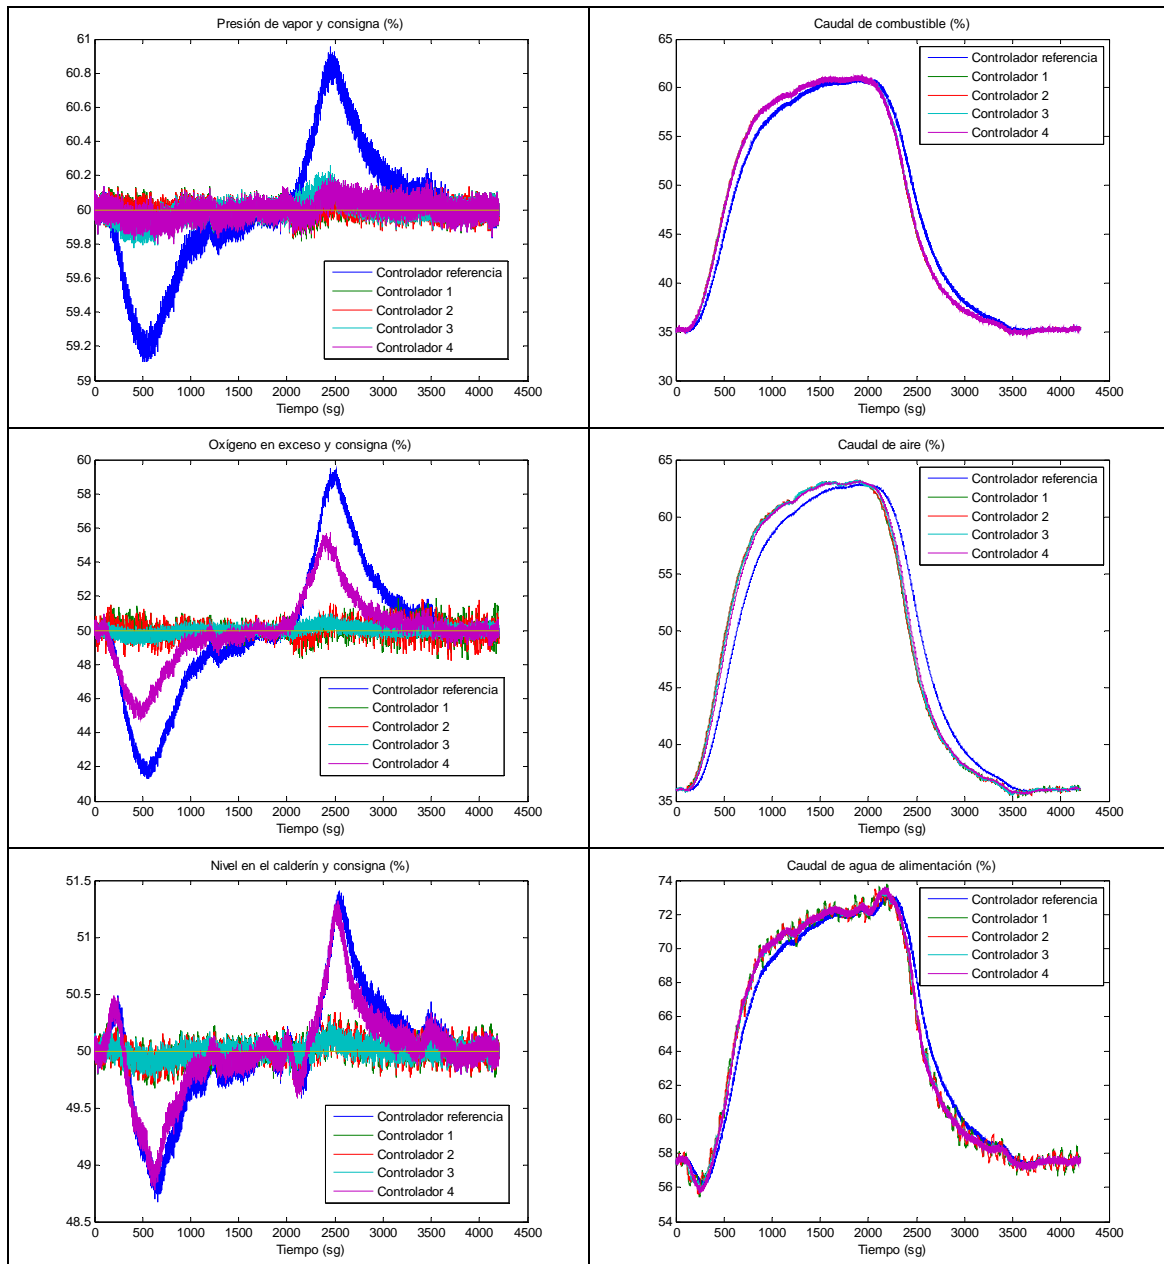 Presión de vapor y consigna (%)
61
60.8
60.6
60.4
60.2
60
59.8
59.6
59.4
59.2
59
0 500 1000 1500 2000 2500 3000 3500 4000 4500
Tiempo (sg)
Controlador referencia
Controlador 1
Controlador 2
Controlador 3
Controlador 4
Caudal de combustible (%)
65
60
55
50
45
40
35
30
0 500 1000 1500 2000 2500 3000 3500 4000 4500
Tiempo (sg)
Controlador referencia
Controlador 1
Controlador 2
Controlador 3
Controlador 4
Oxígeno en exceso y consigna (%)
60
58
56
54
52
50
48
46
44
42
40
0 500 1000 1500 2000 2500 3000 3500 4000 4500
Tiempo (sg)
Controlador referencia
Controlador 1
Controlador 2
Controlador 3
Controlador 4
Caudal de aire (%)
65
60
55
50
45
40
35
0 500 1000 1500 2000 2500 3000 3500 4000 4500
Tiempo (sg)
Controlador referencia
Controlador 1
Controlador 2
Controlador 3
Controlador 4
Nivel en el calderín y consigna (%)
51.5
51
50.5
50
49.5
49
48.5
0 500 1000 1500 2000 2500 3000 3500 4000 4500
Tiempo (sg)
Controlador referencia
Controlador 1
Controlador 2
Controlador 3
Controlador 4
Caudal de agua de alimentación (%)
74
72
70
68
66
64
62
60
58
56
54
0 500 1000 1500 2000 2500 3000 3500 4000 4500
Tiempo (sg)
Controlador referencia
Controlador 1
Controlador 2
Controlador 3
Controlador 4